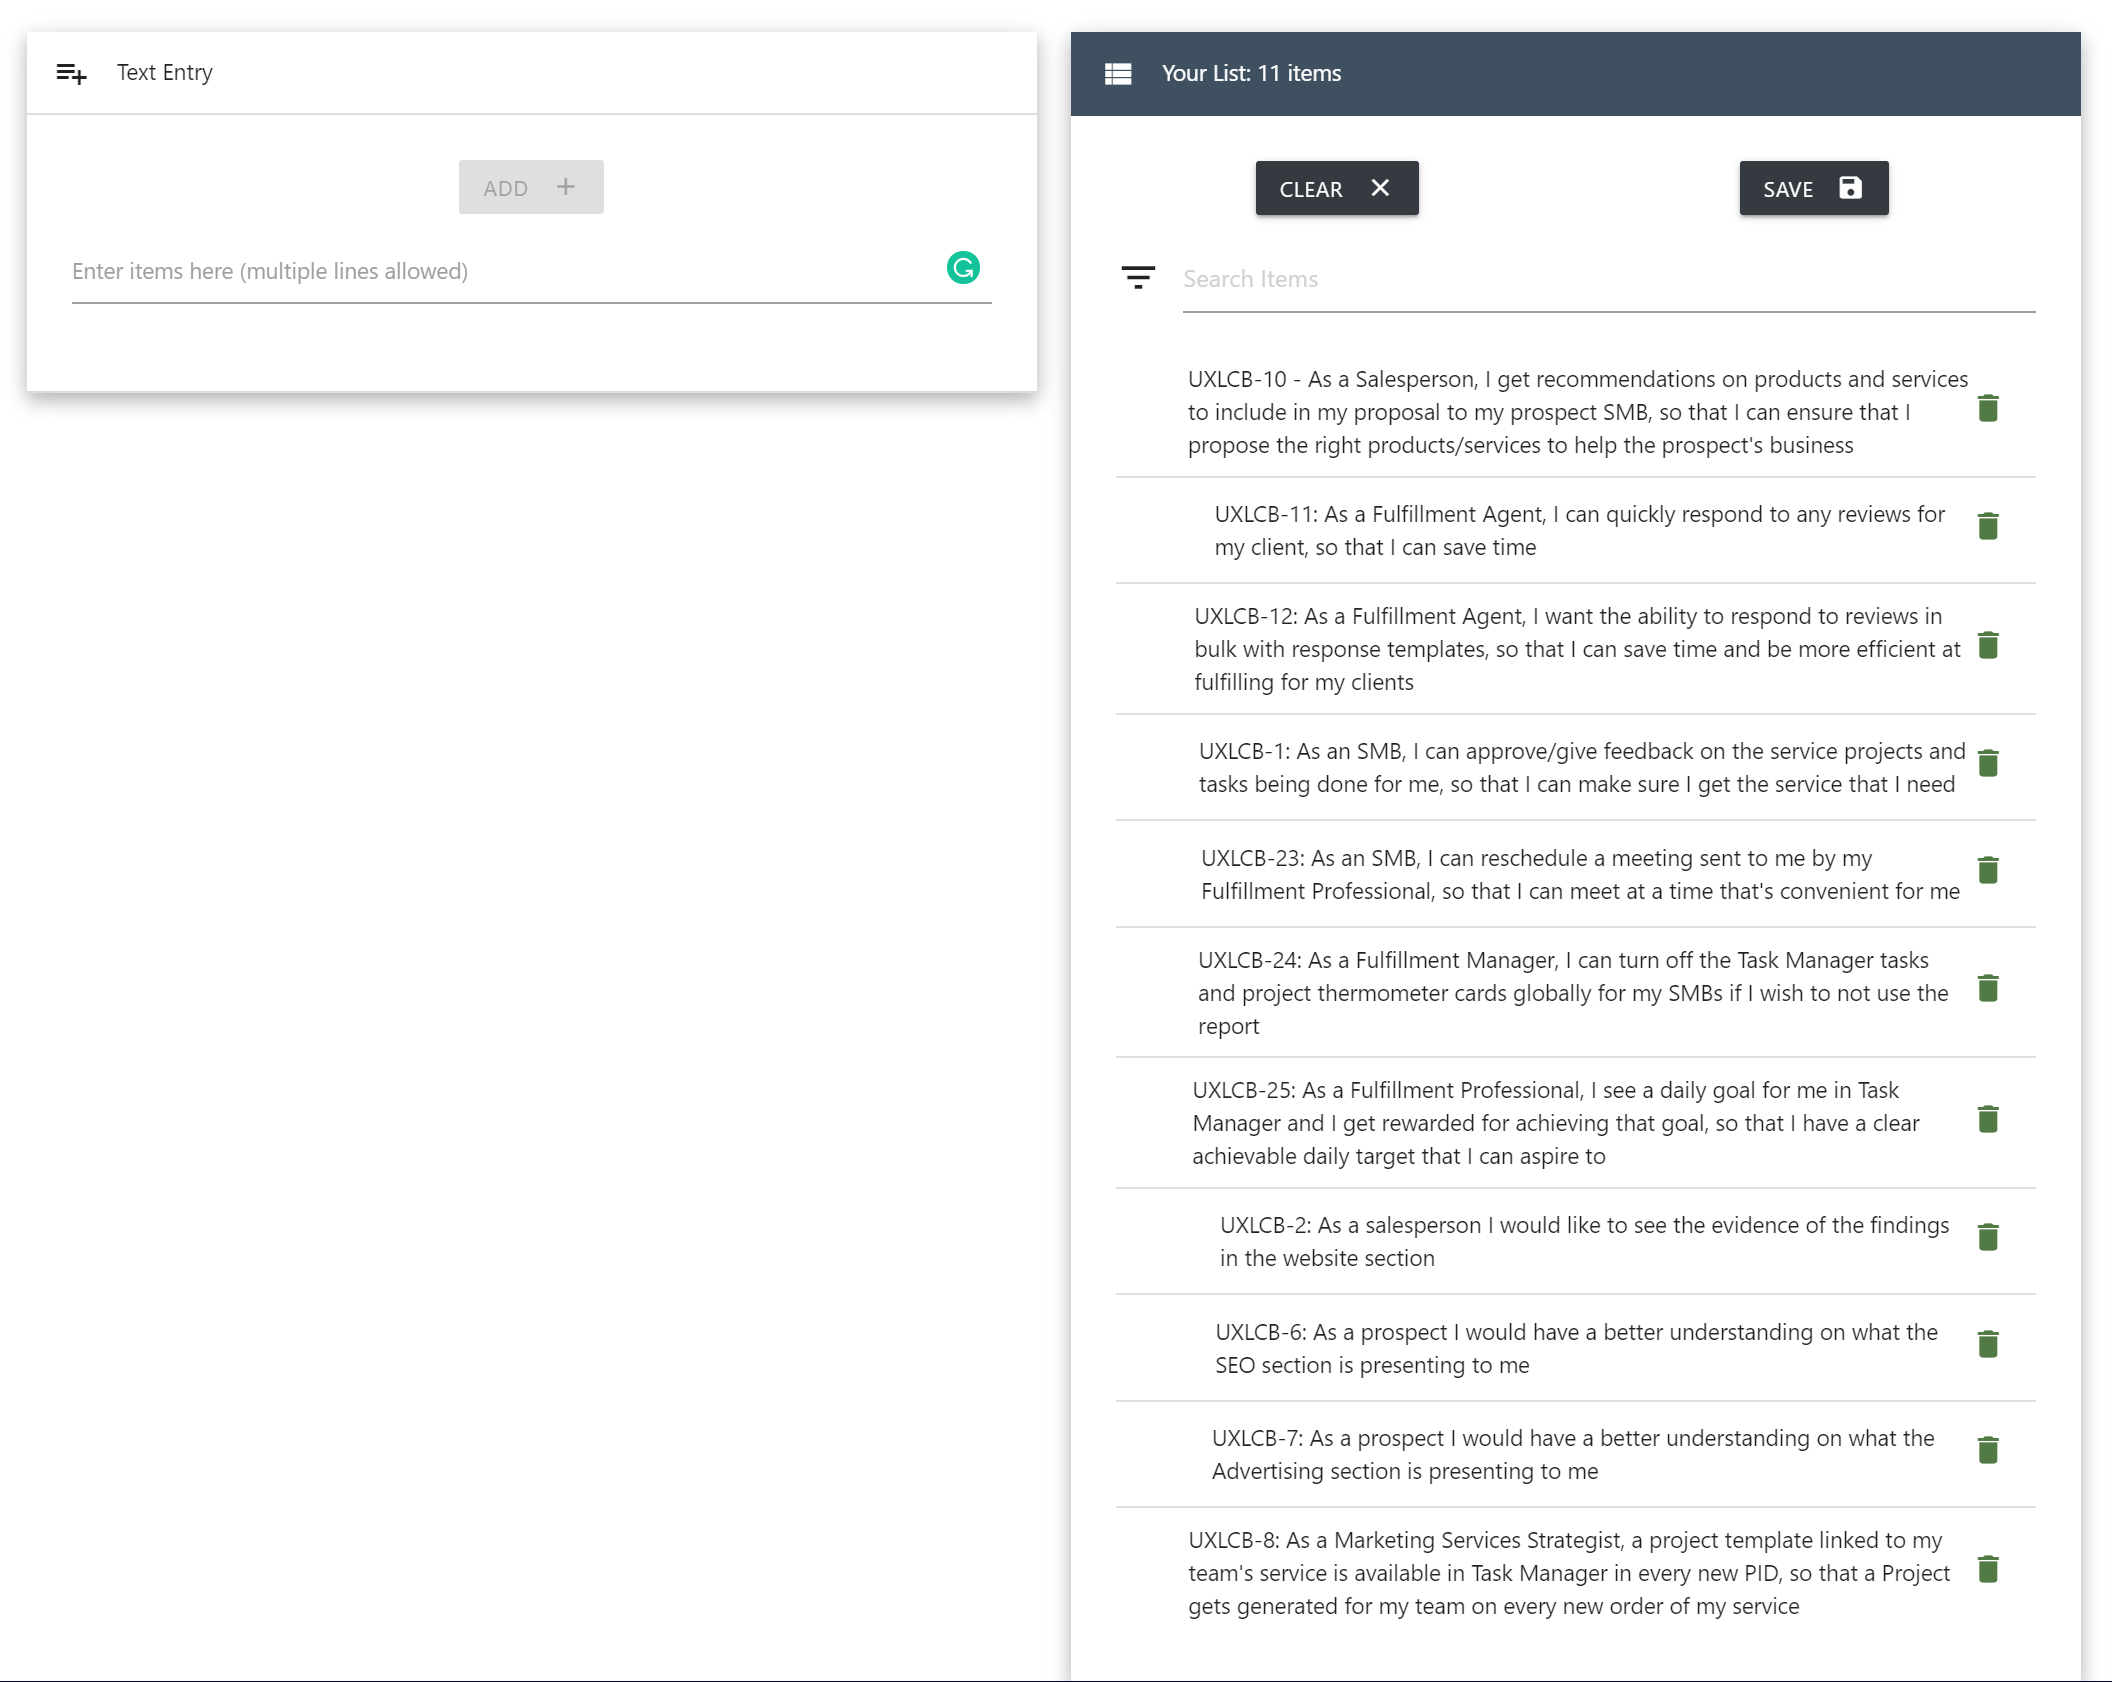 Text Entry
ADD
Enter items here (multiple lines allowed)
Your List: 11 items
CLEAR
SAVE
Search Items
UXLCB-10 - As a Salesperson, I get recommendations on products and services
to include in my proposal to my prospect SMB, so that I can ensure that I
propose the right products/services to help the prospect's business
UXLCB-11: As a Fulfillment Agent, I can quickly respond to any reviews for
my client, so that I can save time
UXLCB-12: As a Fulfillment Agent, I want the ability to respond to reviews in
bulk with response templates, so that I can save time and be more efficient at
fulfilling for my clients
UXLCB-1: As an SMB, I can approve/give feedback on the service projects and
tasks being done for me, so that I can make sure I get the service that I need
UXLCB-23: As an SMB, I can reschedule a meeting sent to me by my
Fulfillment Professional, so that I can meet at a time that's convenient for me
UXLCB-24: As a Fulfillment Manager, I can turn off the Task Manager tasks
and project thermometer cards globally for my SMBs if I wish to not use the
report
UXLCB-25: As a Fulfillment Professional, I see a daily goal for me in Task
Manager and I get rewarded for achieving that goal, so that I have a clear
achievable daily target that I can aspire to
UXLCB-2: As a salesperson I would like to see the evidence of the findings
in the website section
UXLCB-6: As a prospect I would have a better understanding on what the
SEO section is presenting to me
UXLCB-7: As a prospect I would have a better understanding on what the
Advertising section is presenting to me
UXLCB-8: As a Marketing Services Strategist, a project template linked to my
team's service is available in Task Manager in every new PID, so that a Project
gets generated for my team on every new order of my service